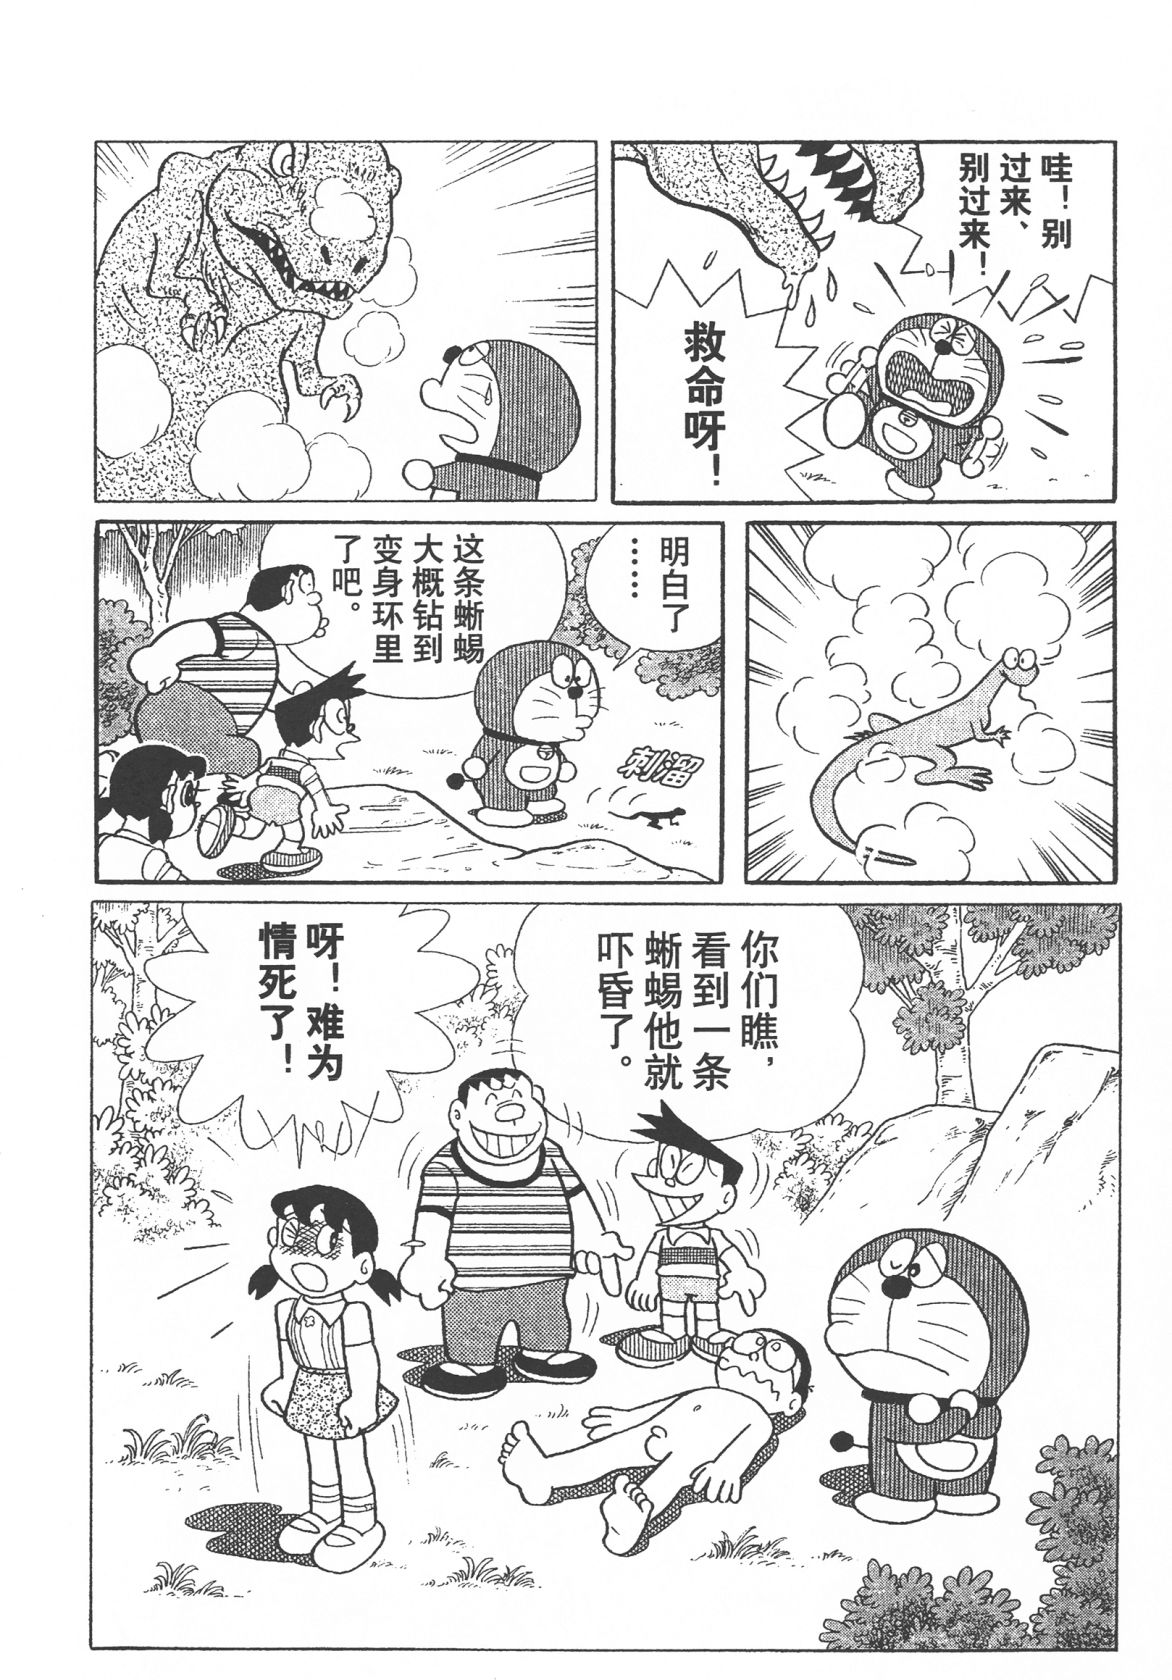 哇！别
过来、
别过来！
救命呀！
明白了
……
这条蜥蜴
大概钻到
变身环里
了吧。
刺溜
你们瞧，
看到一条
蜥蜴他就
吓昏了。
呀！难为
情死了！